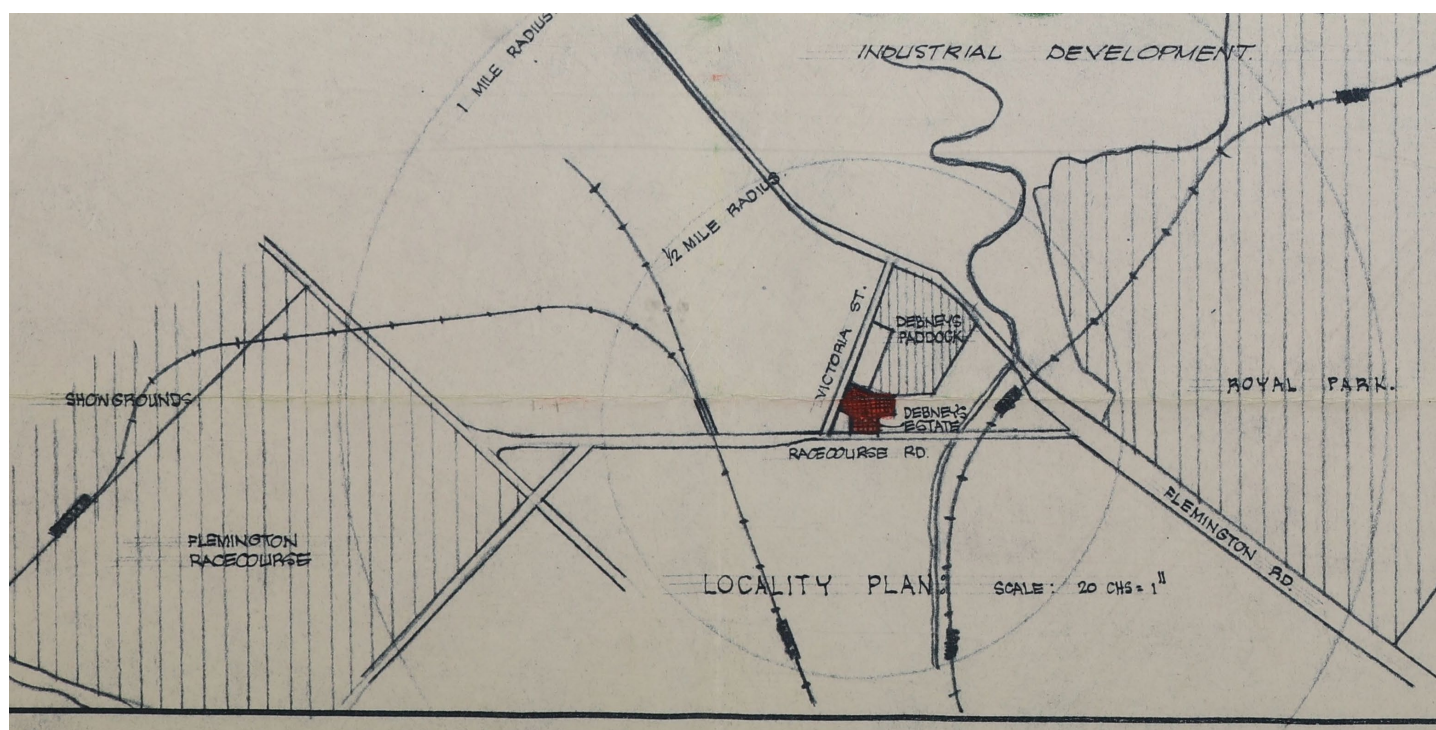 1 MILE RADIUS
INDUSTRIAL DEVELOPMENT.
1/2 MILE RADIUS
VICTORIA ST.
DEBNEYS
PADDOCK
SHOWGROUNDS
ROYAL PARK.
DEBNEY'S
ESTATE
RACECOURSE RD.
FLEMINGTON RD.
FLEMINGTON
RACECOURSE
LOCALITY PLAN:
SCALE: 20 CHS = 1"